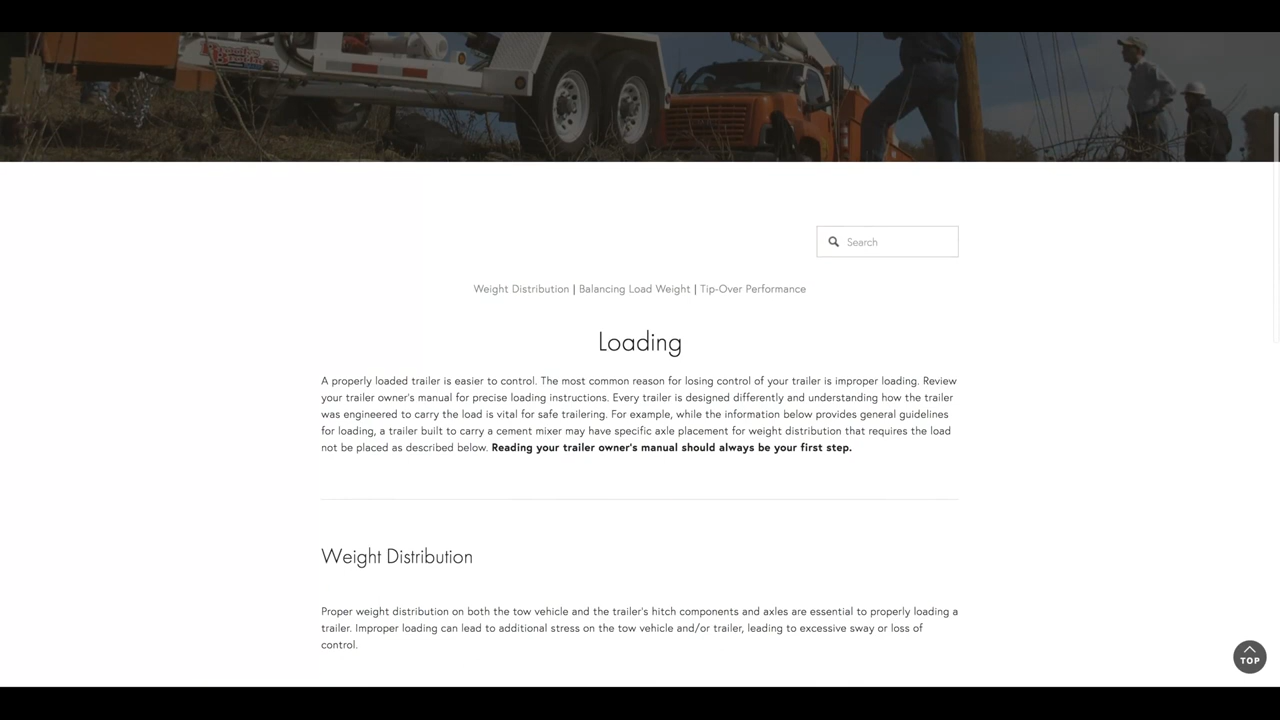 Search
Weight Distribution | Balancing Load Weight | Tip-Over Performance
Loading
A properly loaded trailer is easier to control. The most common reason for losing control of your trailer is improper loading. Review
your trailer owner's manual for precise loading instructions. Every trailer is designed differently and understanding how the trailer
was engineered to carry the load is vital for safe trailering. For example, while the information below provides general guidelines
for loading, a trailer built to carry a cement mixer may have specific axle placement for weight distribution that requires the load
not be placed as described below. Reading your trailer owner's manual should always be your first step.
Weight Distribution
Proper weight distribution on both the tow vehicle and the trailer's hitch components and axles are essential to properly loading a
trailer. Improper loading can lead to additional stress on the tow vehicle and/or trailer, leading to excessive sway or loss of
control.
TOP